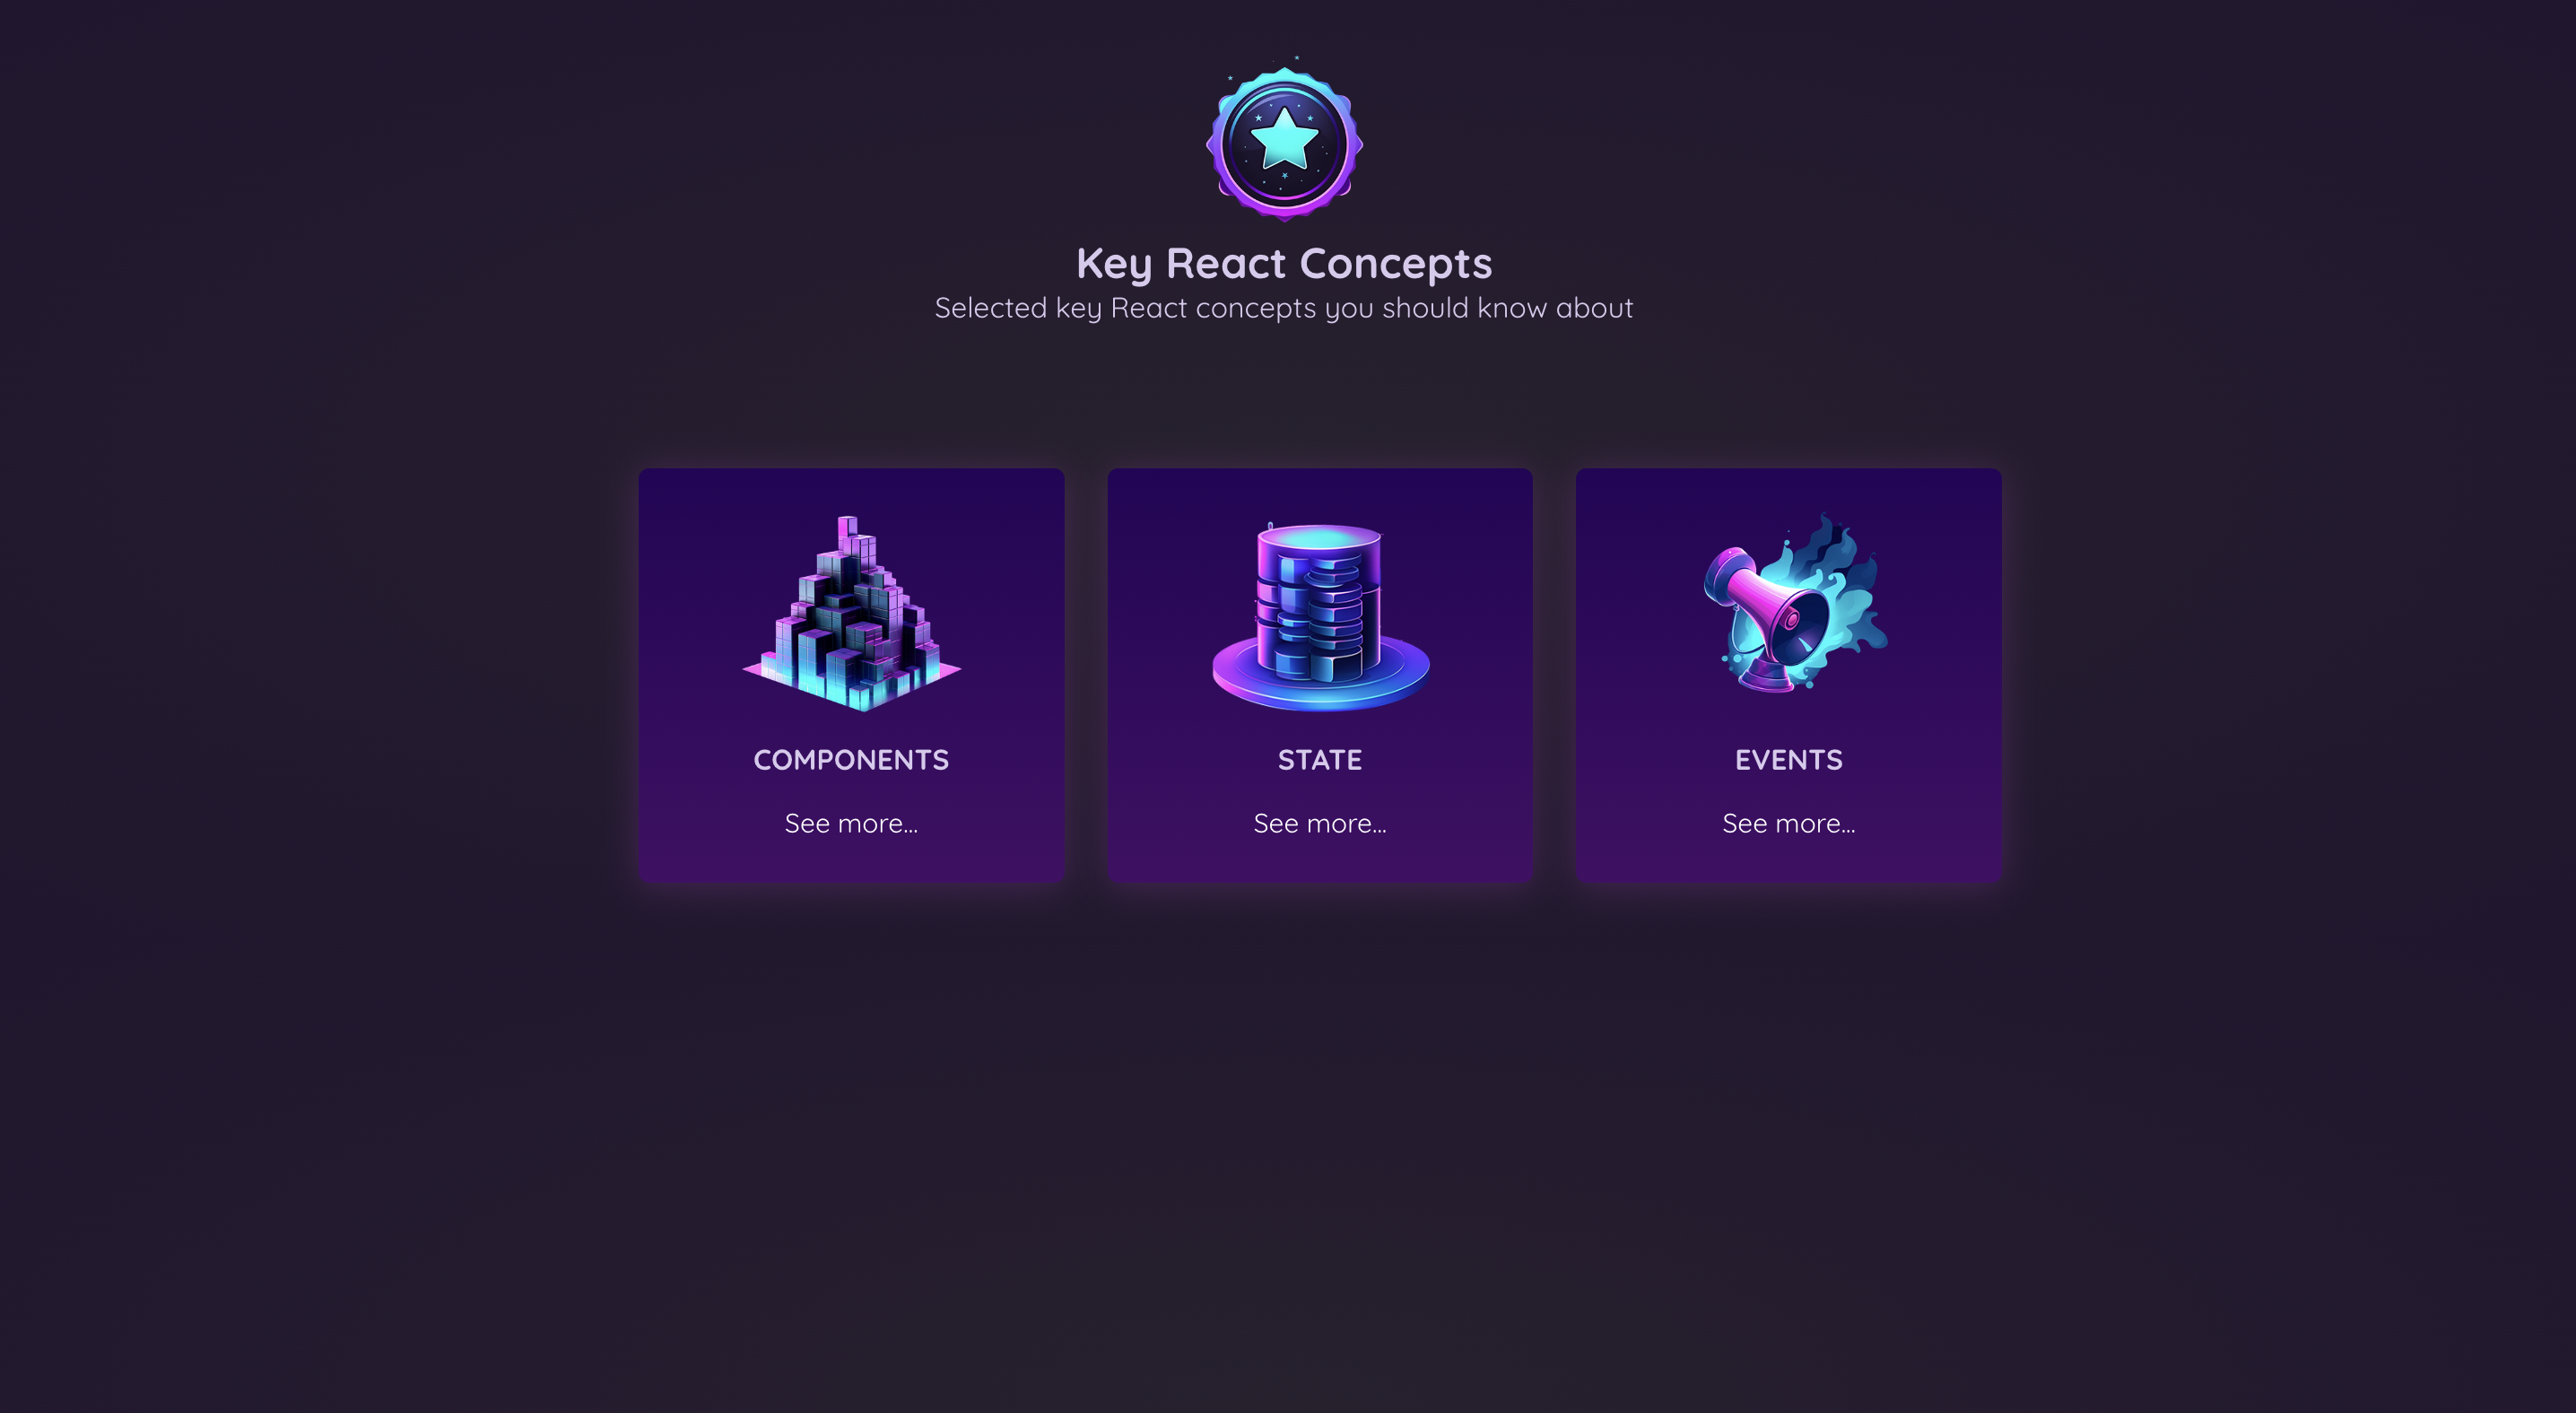 Key React Concepts
Selected key React concepts you should know about
COMPONENTS
See more...
STATE
See more...
EVENTS
See more...